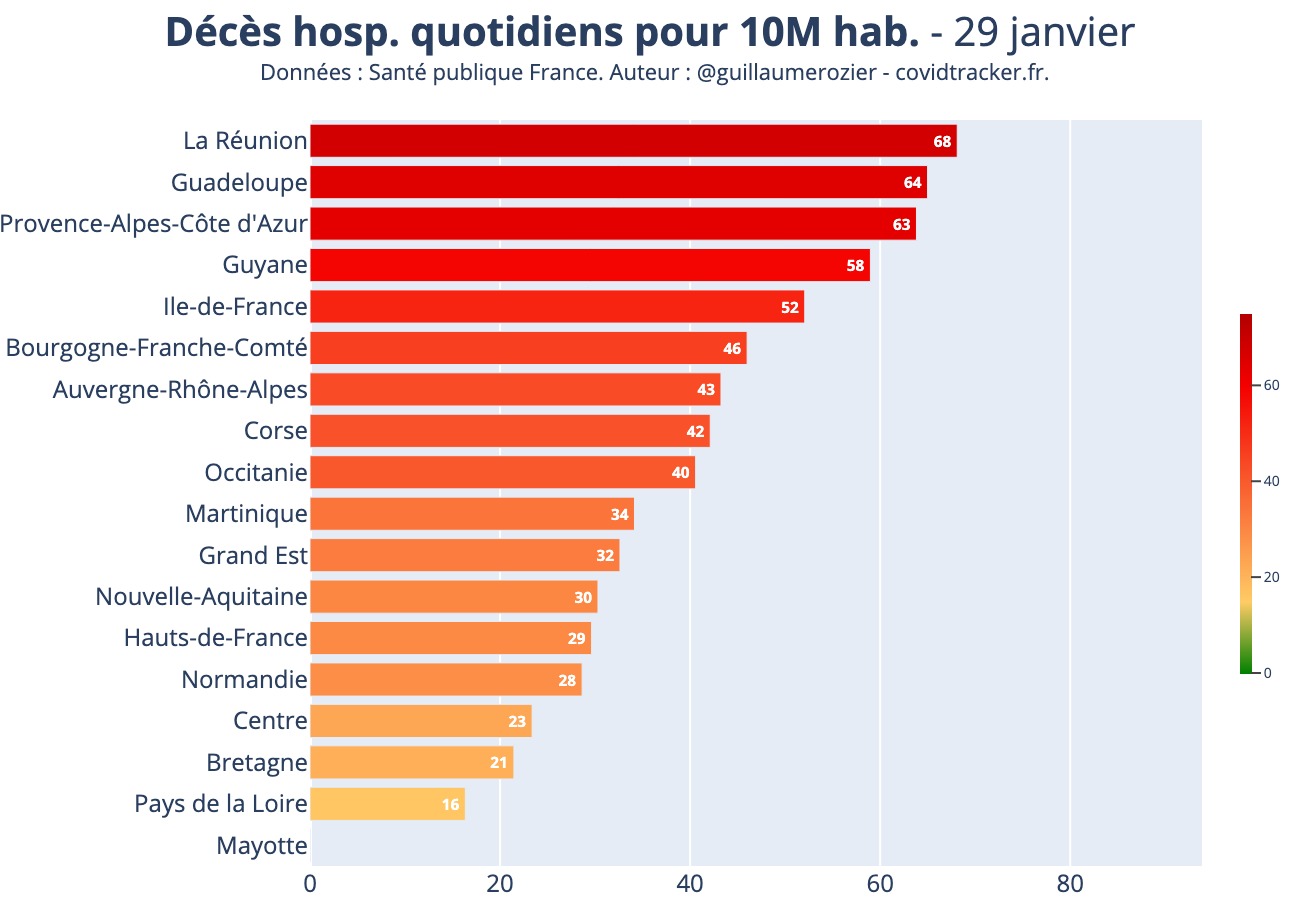 Décès hosp. quotidiens pour 10M hab. - 29 janvier
Données : Santé publique France. Auteur : @guillaumerozier - covidtracker.fr.
La Réunion 68
Guadeloupe 64
Provence-Alpes-Côte d'Azur 63
Guyane 58
Ile-de-France 52
Bourgogne-Franche-Comté 46
Auvergne-Rhône-Alpes 43
Corse 42
Occitanie 40
Martinique 34
Grand Est 32
Nouvelle-Aquitaine 30
Hauts-de-France 29
Normandie 28
Centre 23
Bretagne 21
Pays de la Loire 16
Mayotte
0 20 40 60 80
60
40
20
0